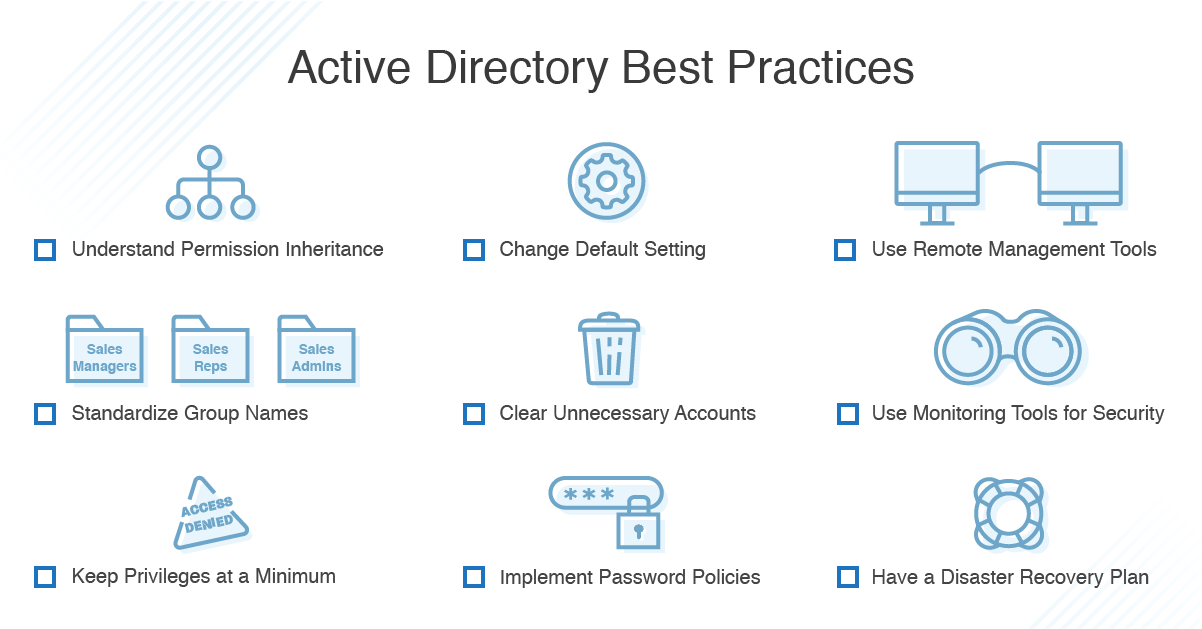 Active Directory Best Practices
Understand Permission Inheritance
Change Default Setting
Use Remote Management Tools
Sales
Managers
Sales
Reps
Sales
Admins
Standardize Group Names
Clear Unnecessary Accounts
Use Monitoring Tools for Security
ACCESS
DENIED
***
Keep Privileges at a Minimum
Implement Password Policies
Have a Disaster Recovery Plan